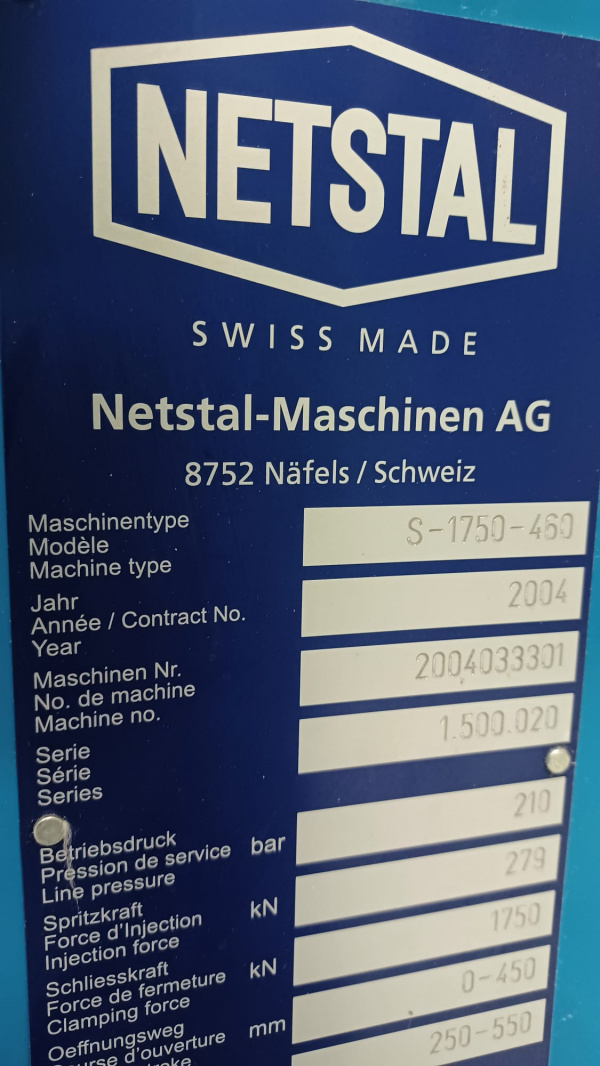 NETSTAL
SWISS MADE
Netstal-Maschinen AG
8752 Näfels / Schweiz
Maschinentype
Modèle
Machine type
S-1750-460
Jahr
Année / Contract No.
Year
2004
Maschinen Nr.
No. de machine
Machine no.
2004033301
Serie
Série
Series
1.500.020
Betriebsdruck
Pression de service
Line pressure
bar
210
Spritzkraft
Force d'Injection
Injection force
kN
279
Schliesskraft
Force de fermeture
Clamping force
kN
1750
Oeffnungsweg
Course d'ouverture
mm
0-450
250-550